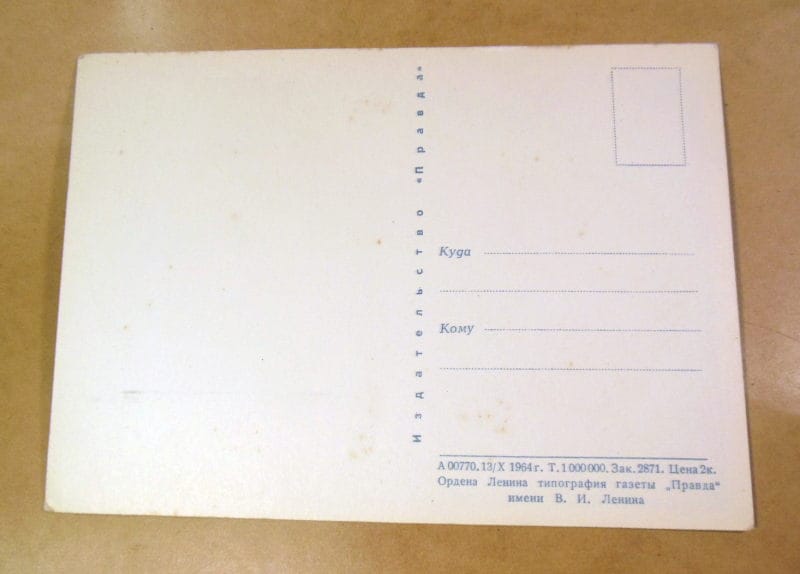 Издательство «Правда»
Куда
Кому
А 00770. 13/X 1964 г. Т. 1 000 000. Зак. 2871. Цена 2к.
Ордена Ленина типография газеты „Правда“
имени В. И. Ленина